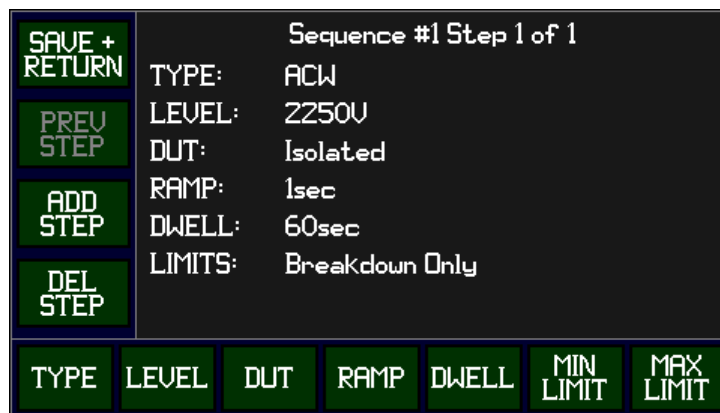 Sequence #1 Step 1 of 1
SAVE +
RETURN
PREV
STEP
ADD
STEP
DEL
STEP
TYPE: ACW
LEVEL: 2250V
DUT: Isolated
RAMP: 1sec
DWELL: 60sec
LIMITS: Breakdown Only
TYPE LEVEL DUT RAMP DWELL MIN LIMIT MAX LIMIT